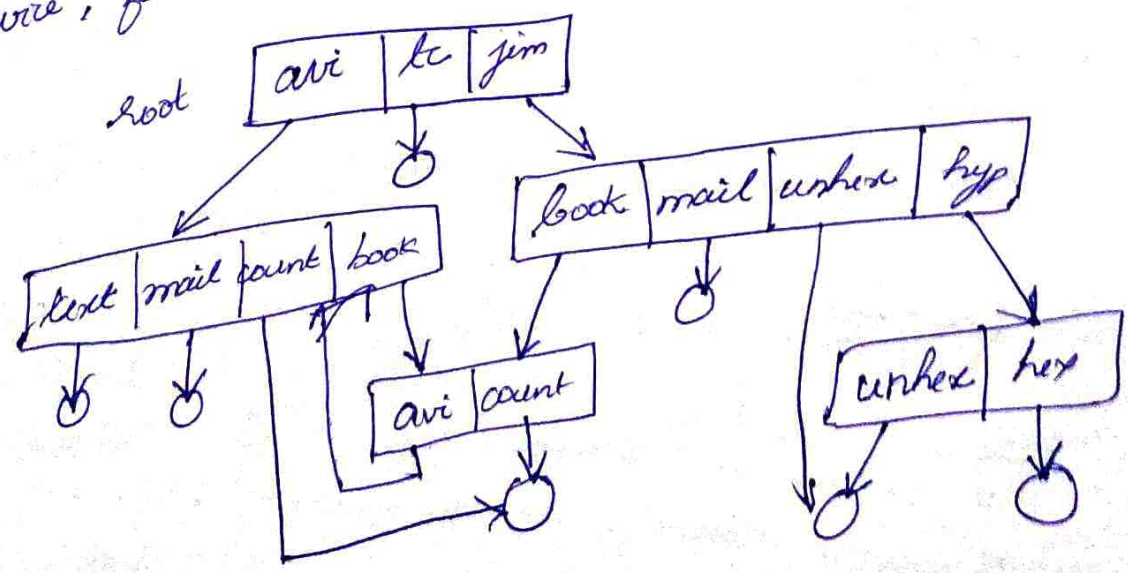 root
avi tc jim
book mail unhex hyp
text mail count book
avi count
unhex hex